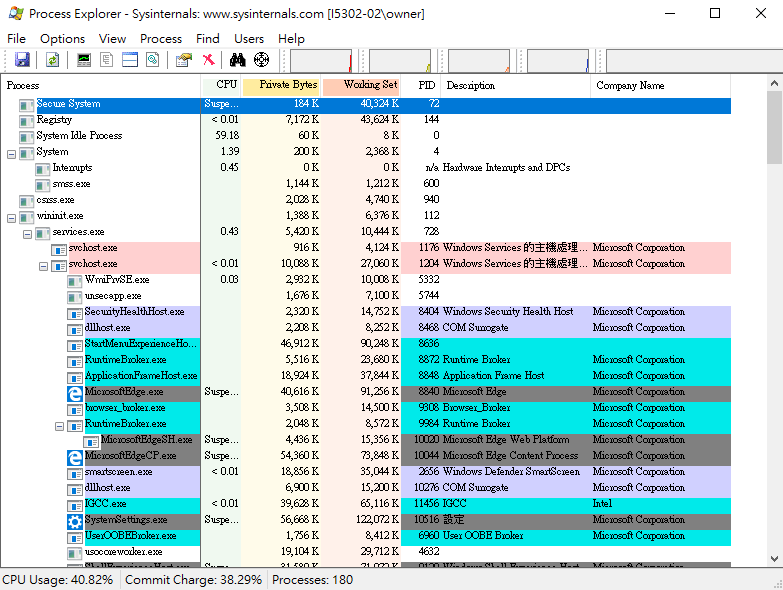 Process Explorer - Sysinternals: www.sysinternals.com [I5302-02\owner]
File Options View Process Find Users Help
Process CPU Private Bytes Working Set PID Description Company Name
Secure System Suspe... 184 K 40,324 K 72
Registry < 0.01 7,172 K 43,624 K 144
System Idle Process 59.18 60 K 8 K 0
System 1.39 200 K 2,368 K 4
Interrupts 0.45 0 K 0 K n/a Hardware Interrupts and DPCs
smss.exe 1,144 K 1,212 K 600
csrss.exe 2,028 K 4,740 K 940
wininit.exe 1,388 K 6,376 K 112
services.exe 0.43 5,420 K 10,444 K 728
svchost.exe 916 K 4,124 K 1176 Windows Services 的主機處理... Microsoft Corporation
svchost.exe < 0.01 10,088 K 27,060 K 1204 Windows Services 的主機處理... Microsoft Corporation
WmiPrvSE.exe 0.03 2,932 K 10,008 K 5332
unsecapp.exe 1,676 K 7,100 K 5744
SecurityHealthHost.exe 2,320 K 14,752 K 8404 Windows Security Health Host Microsoft Corporation
dllhost.exe 2,208 K 8,252 K 8468 COM Surrogate Microsoft Corporation
StartMenuExperienceHo... 46,912 K 90,248 K 8636
RuntimeBroker.exe 5,516 K 23,680 K 8872 Runtime Broker Microsoft Corporation
ApplicationFrameHost.exe 18,924 K 37,844 K 8848 Application Frame Host Microsoft Corporation
MicrosoftEdge.exe Suspe... 40,616 K 91,256 K 8840 Microsoft Edge Microsoft Corporation
browser_broker.exe 3,508 K 14,500 K 9308 Browser_Broker Microsoft Corporation
RuntimeBroker.exe 2,048 K 8,572 K 9984 Runtime Broker Microsoft Corporation
MicrosoftEdgeSH.exe Suspe... 4,436 K 15,356 K 10020 Microsoft Edge Web Platform Microsoft Corporation
MicrosoftEdgeCP.exe Suspe... 54,360 K 73,848 K 10044 Microsoft Edge Content Process Microsoft Corporation
smartscreen.exe < 0.01 18,856 K 35,044 K 2656 Windows Defender SmartScreen Microsoft Corporation
dllhost.exe 6,900 K 15,200 K 10276 COM Surrogate Microsoft Corporation
IGCC.exe < 0.01 39,628 K 65,116 K 11456 IGCC Intel
SystemSettings.exe Suspe... 56,668 K 122,072 K 10516 設定 Microsoft Corporation
UserOOBEBroker.exe 1,756 K 8,412 K 6960 User OOBE Broker Microsoft Corporation
usocoreworker.exe 19,104 K 29,712 K 4632
CPU Usage: 40.82% Commit Charge: 38.29% Processes: 180